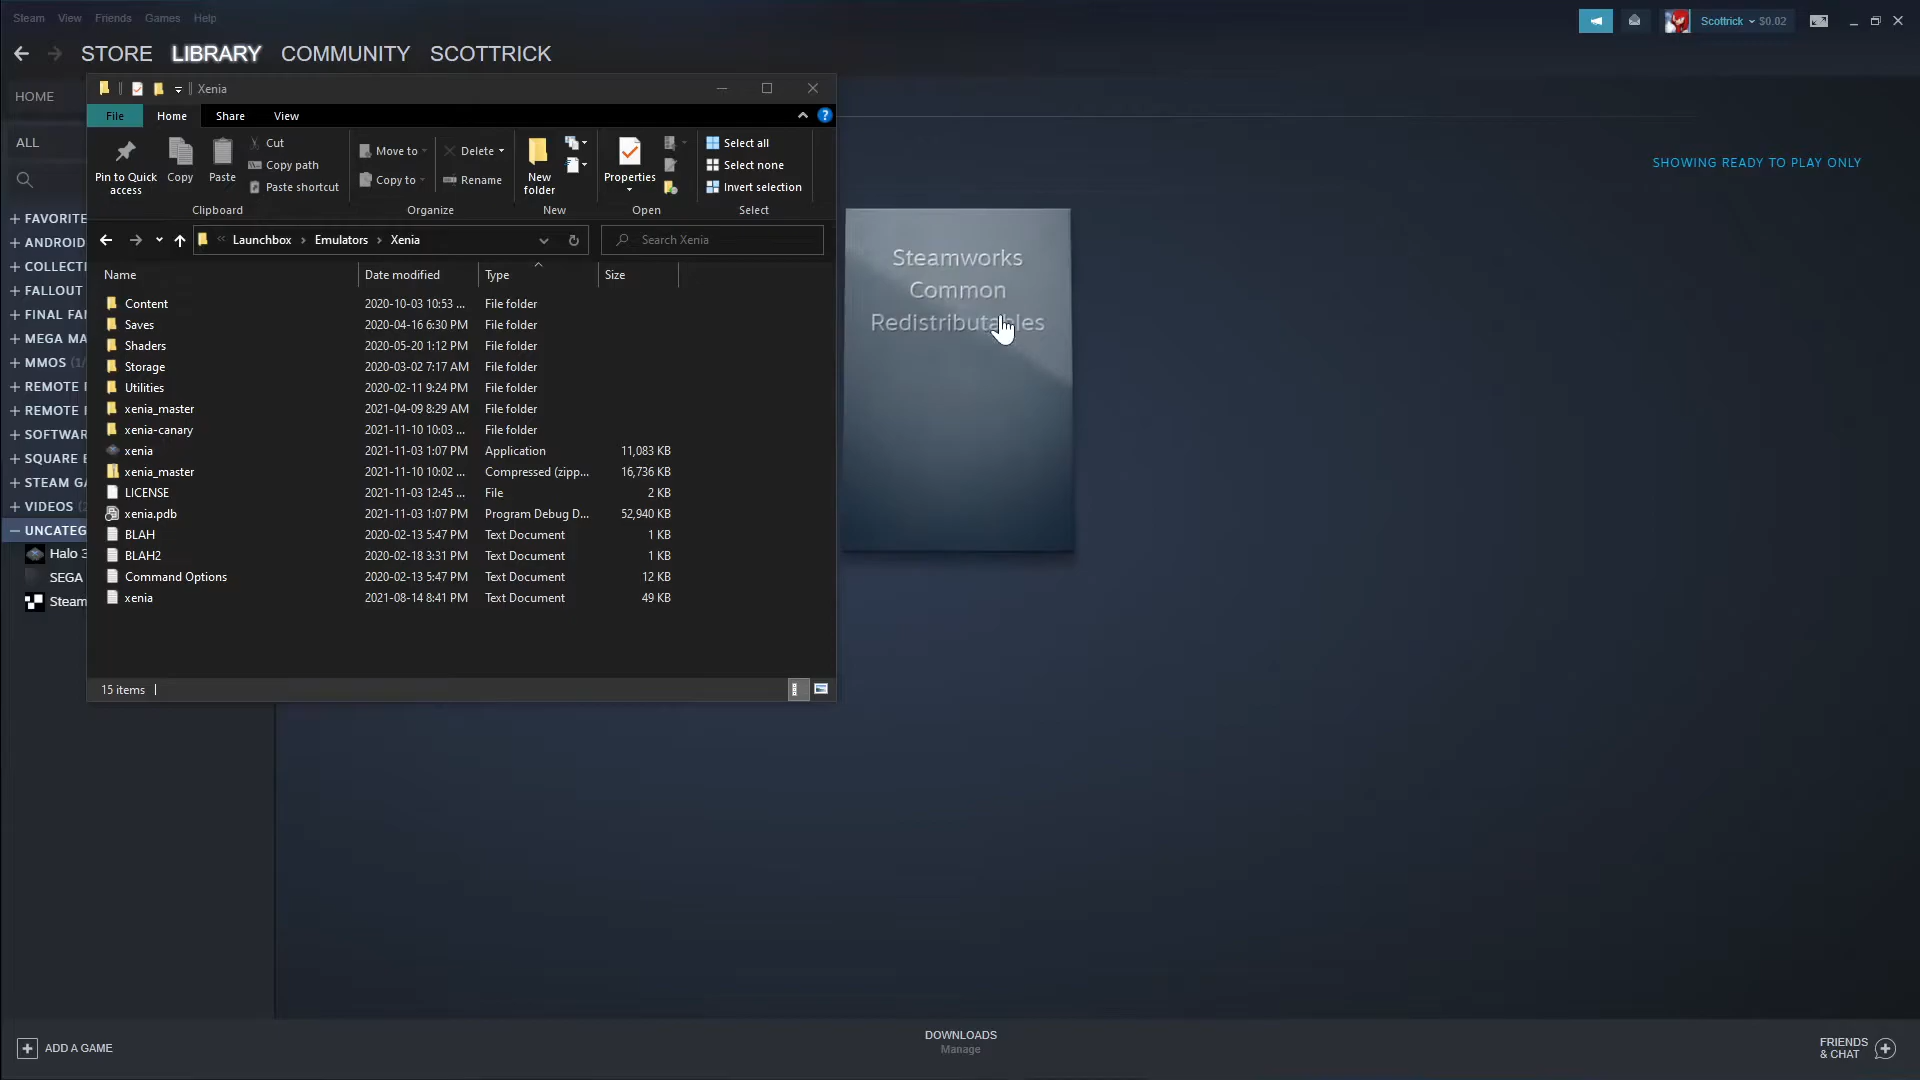 Steam View Friends Games Help
Scottrick $0.02
STORE LIBRARY COMMUNITY SCOTTRICK
HOME
ALL
SHOWING READY TO PLAY ONLY
Xenia
File Home Share View
Pin to Quick access
Copy
Paste
Cut
Copy path
Paste shortcut
Clipboard
Move to
Copy to
Delete
Rename
Organize
New folder
New
Properties
Open
Select all
Select none
Invert selection
Select
Launchbox Emulators Xenia
Search Xenia
Name Date modified Type Size
Content 2020-10-03 10:53 ... File folder
Saves 2020-04-16 6:30 PM File folder
Shaders 2020-05-20 1:12 PM File folder
Storage 2020-03-02 7:17 AM File folder
Utilities 2020-02-11 9:24 PM File folder
xenia_master 2021-04-09 8:29 AM File folder
xenia-canary 2021-11-10 10:03 ... File folder
xenia 2021-11-03 1:07 PM Application 11,083 KB
xenia_master 2021-11-10 10:02 ... Compressed (zipp... 16,736 KB
LICENSE 2021-11-03 12:45 ... File 2 KB
xenia.pdb 2021-11-03 1:07 PM Program Debug D... 52,940 KB
BLAH 2020-02-13 5:47 PM Text Document 1 KB
BLAH2 2020-02-18 3:31 PM Text Document 1 KB
Command Options 2020-02-13 5:47 PM Text Document 12 KB
xenia 2021-08-14 8:41 PM Text Document 49 KB
15 items
+ FAVORITE
+ ANDROID
+ COLLECTI
+ FALLOUT
+ FINAL FAN
+ MEGA MA
+ MMOS (1/
+ REMOTE
+ REMOTE
+ SOFTWAR
+ SQUARE E
+ STEAM GA
+ VIDEOS (2
– UNCATEG
Halo 3
SEGA
Steam
Steamworks
Common
Redistributables
ADD A GAME
DOWNLOADS
Manage
FRIENDS
& CHAT